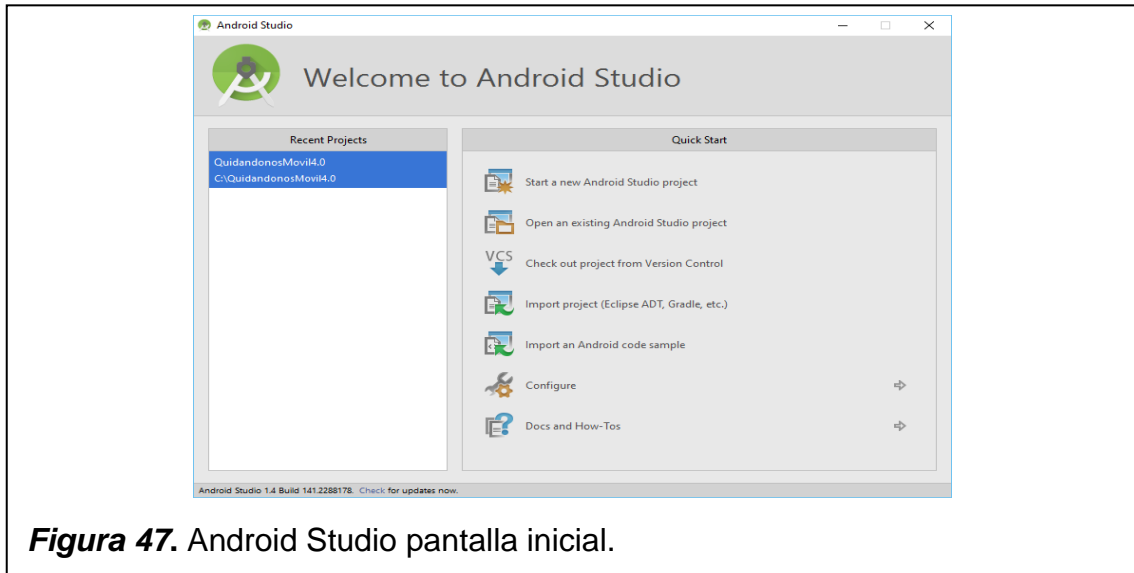 Android Studio
Welcome to Android Studio
Recent Projects
QuidandonosMovil4.0
C:\QuidandonosMovil4.0
Quick Start
Start a new Android Studio project
Open an existing Android Studio project
VCS
Check out project from Version Control
Import project (Eclipse ADT, Gradle, etc.)
Import an Android code sample
Configure
Docs and How-Tos
Android Studio 1.4 Build 141.2288178. Check for updates now.
Figura 47. Android Studio pantalla inicial.